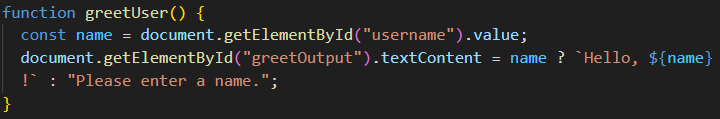 function greetUser() {
  const name = document.getElementById("username").value;
  document.getElementById("greetOutput").textContent = name ? `Hello, ${name}
  !` : "Please enter a name.";
}